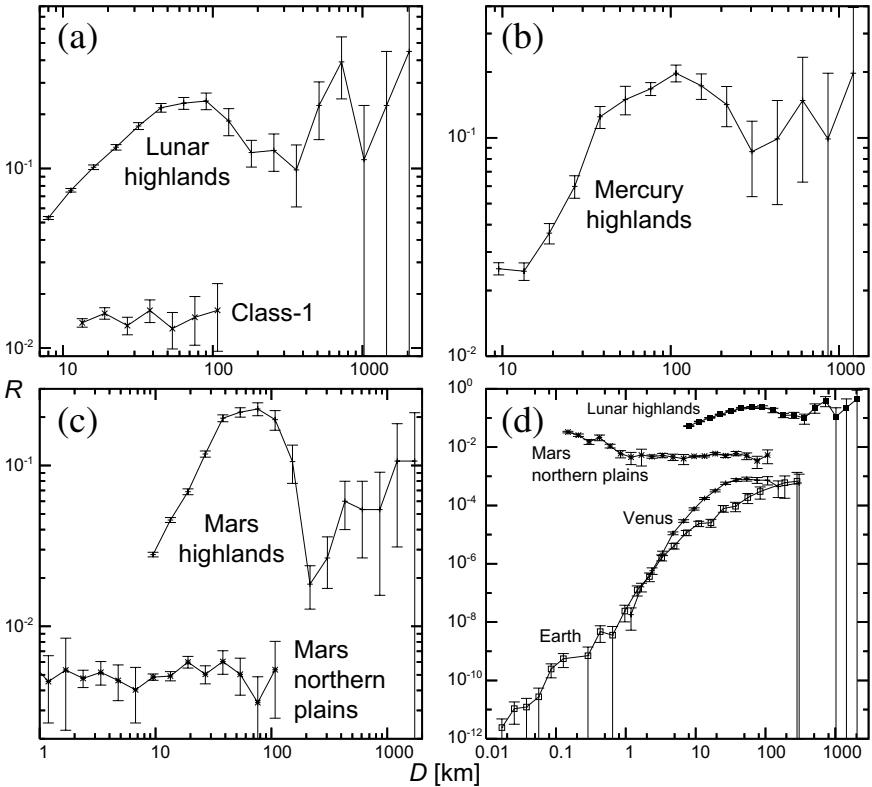 (a)
10⁻¹
Lunar
highlands
Class-1
10⁻²
10 100 1000
(b)
10⁻¹
Mercury
highlands
10⁻²
10 100 1000
R
(c)
10⁻¹
Mars
highlands
10⁻²
Mars
northern
plains
1 10 100 1000
(d)
10⁰
Lunar highlands
10⁻²
Mars
northern plains
10⁻⁴
Venus
10⁻⁶
10⁻⁸
Earth
10⁻¹⁰
10⁻¹²
0.01 0.1 1 10 100 1000
D [km]